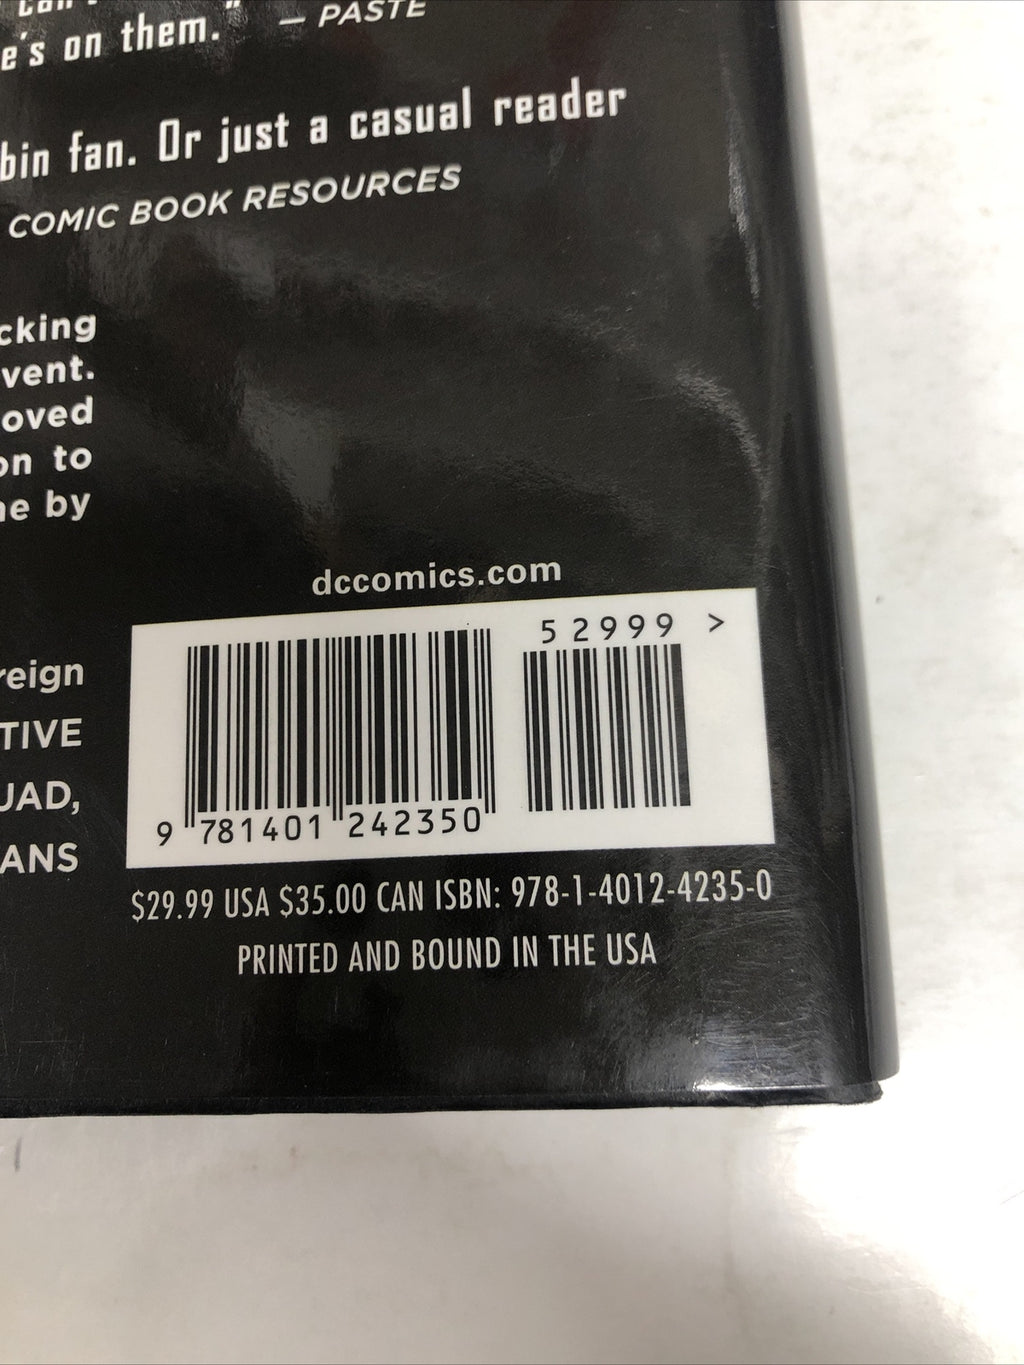 e's on them."
— PASTE
bin fan. Or just a casual reader
COMIC BOOK RESOURCES
cking
vent.
oved
on to
ne by
dccomics.com
52999 >
reign
TIVE
UAD,
ANS
9 781401 242350
$29.99 USA $35.00 CAN ISBN: 978-1-4012-4235-0
PRINTED AND BOUND IN THE USA